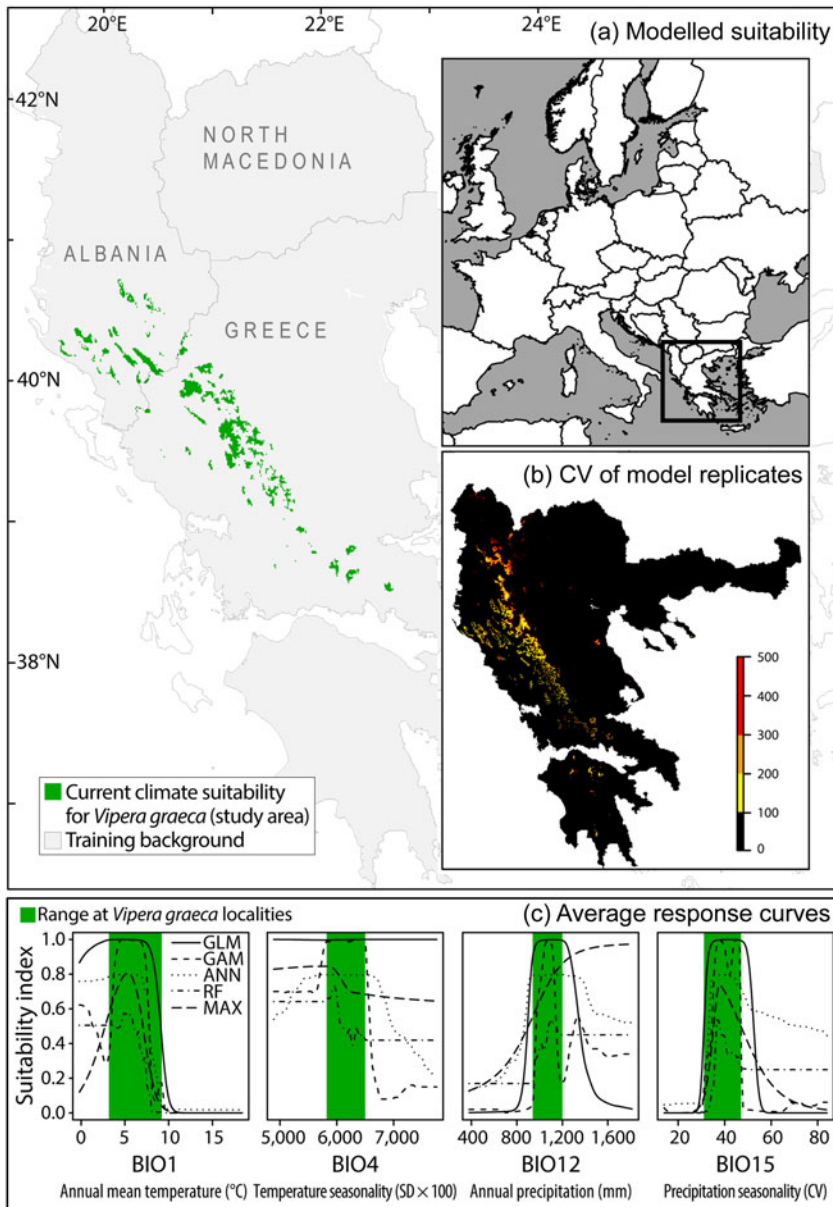 20°E 22°E 24°E
(a) Modelled suitability
42°N
NORTH
MACEDONIA
ALBANIA
GREECE
40°N
(b) CV of model replicates
38°N
500
400
300
200
100
0
Current climate suitability
for Vipera graeca (study area)
Training background
Range at Vipera graeca localities
(c) Average response curves
Suitability index
1.0
0.8
0.6
0.4
0.2
0.0
GLM
GAM
ANN
RF
MAX
0 5 10 15
5,000 6,000 7,000
400 800 1,200 1,600
20 40 60 80
BIO1 BIO4 BIO12 BIO15
Annual mean temperature (°C) Temperature seasonality (SD × 100) Annual precipitation (mm) Precipitation seasonality (CV)